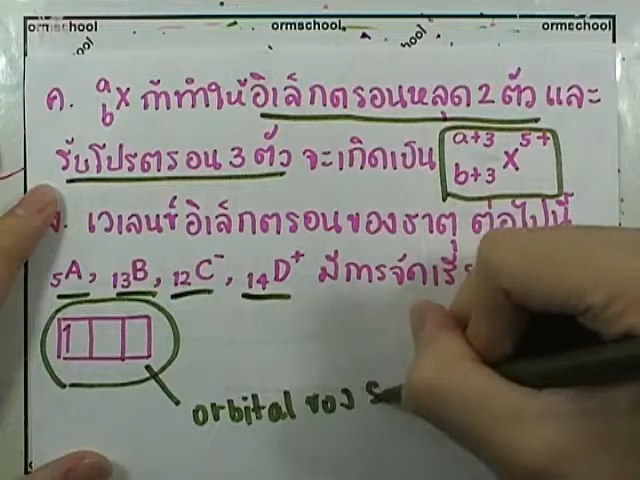 ormschool ormschool ormschool
ool hool
ค. a b X ถ้าทำให้อิเล็กตรอนหลุด 2 ตัว และ
รับโปรตรอน 3 ตัว จะเกิดเป็น a+3 b+3 X 5+
เวเลนซ์อิเล็กตรอนของธาตุ ต่อไปนี้
5A, 13B, 12C⁻, 14D⁺ มีการจัดเรี
1
orbital ของ